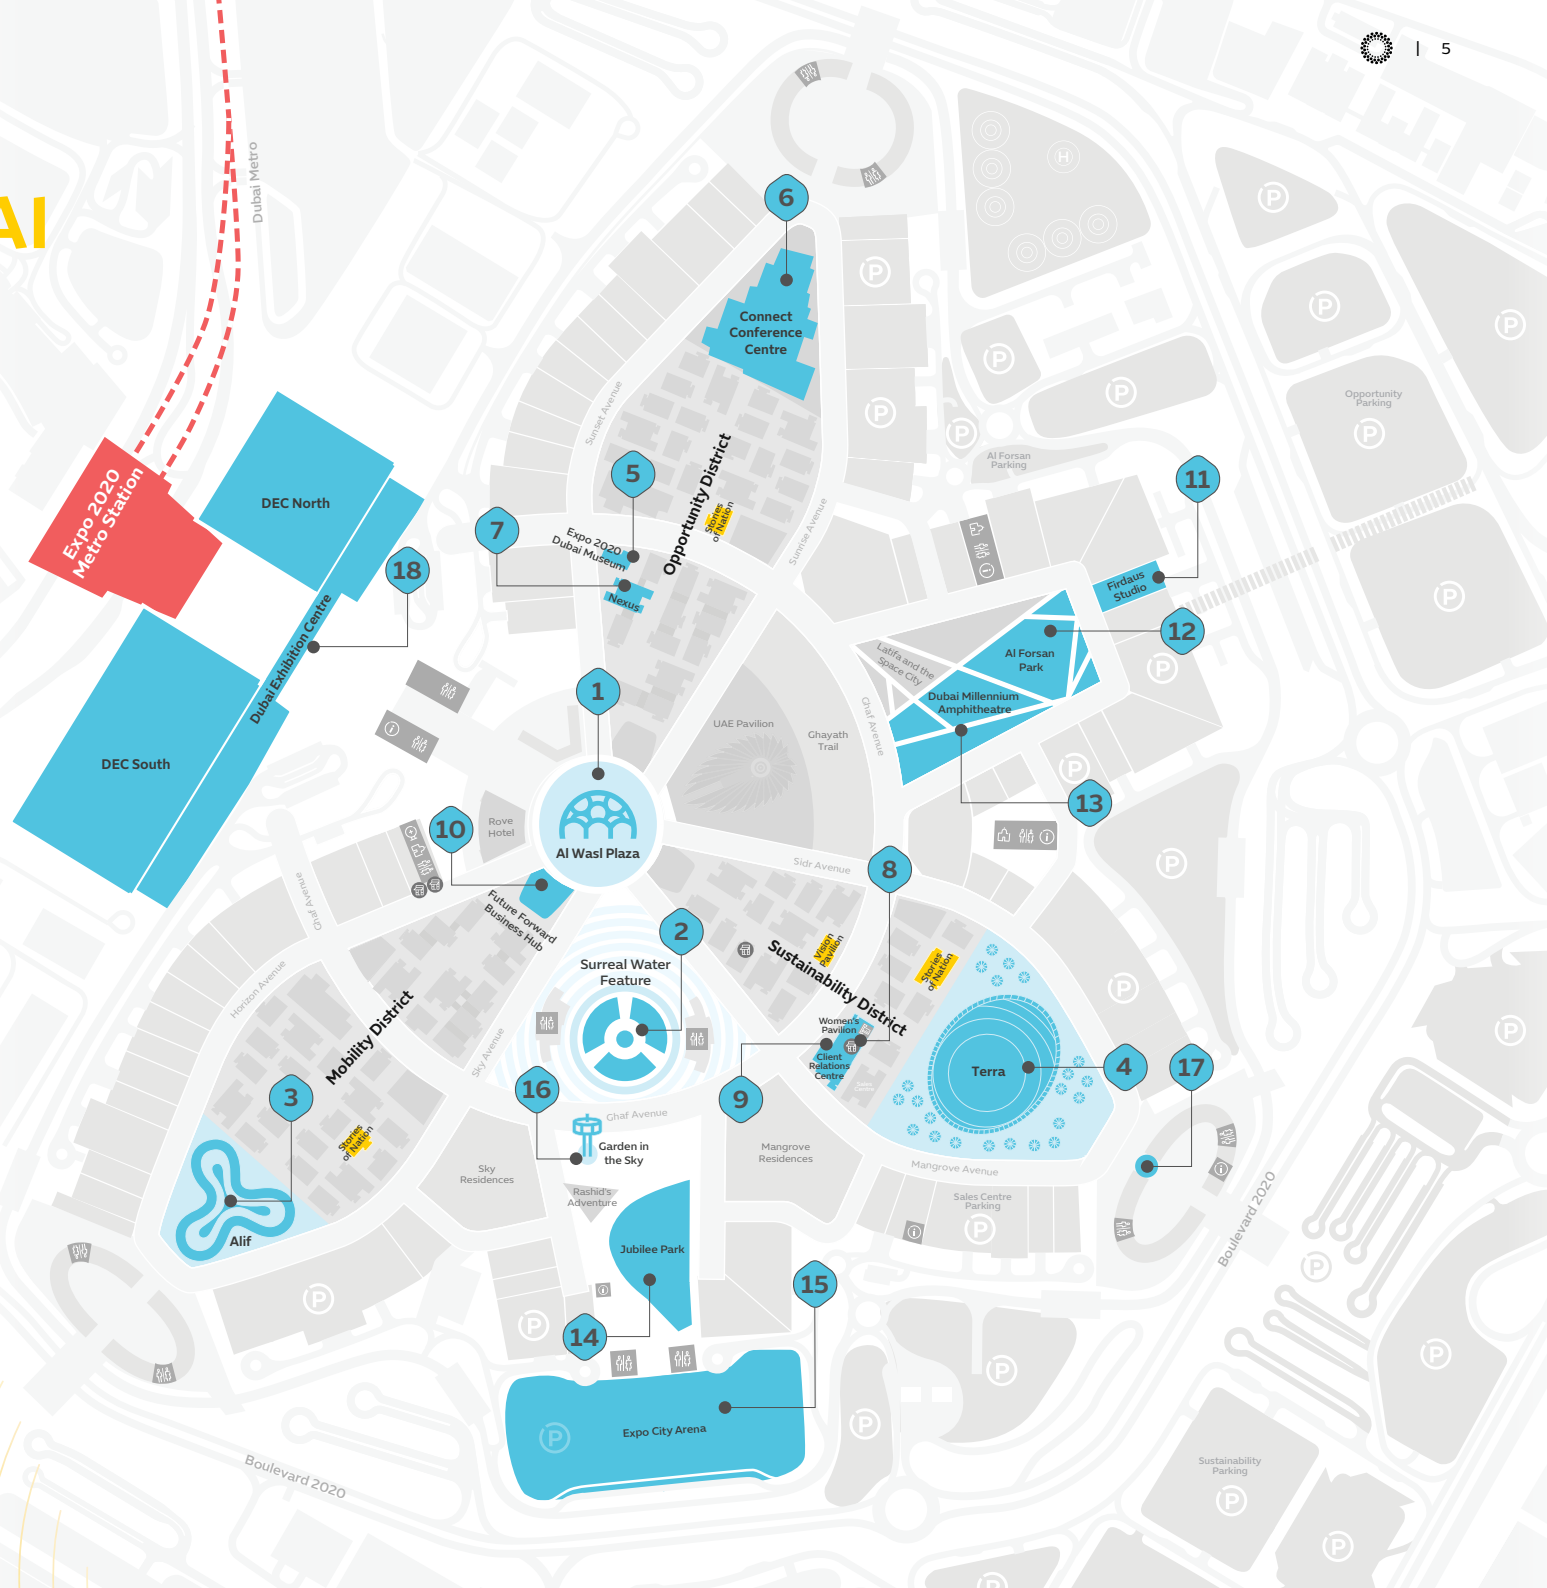 | 5
AI
Dubai Metro
6
Connect
Conference
Centre
Sunset Avenue
Opportunity
Parking
Al Forsan
Parking
Expo 2020
Metro Station
DEC North
5
7
Expo 2020
Dubai Museum
Nexus
Opportunity District
Stories
of Nation
Sunrise Avenue
11
Firdaus
Studio
12
18
Dubai Exhibition Centre
DEC South
Latifa and the
Space City
Al Forsan
Park
Dubai Millennium
Amphitheatre
Ghaf Avenue
1
UAE Pavilion
Ghayath
Trail
13
10
Rove
Hotel
Al Wasl Plaza
Sidr Avenue
8
Ghaf Avenue
Future Forward
Business Hub
2
Surreal Water
Feature
Vision
Pavilion
Sustainability District
Stories
of Nation
Horizon Avenue
Mobility District
Sky Avenue
Women's
Pavilion
Client
Relations
Centre
Sales
Centre
Terra
4
17
3
16
9
Ghaf Avenue
Garden in
the Sky
Stories
of Nation
Mangrove
Residences
Sky
Residences
Mangrove Avenue
Rashid's
Adventure
Sales Centre
Parking
Boulevard 2020
Alif
Jubilee Park
15
14
Expo City Arena
Boulevard 2020
Sustainability
Parking